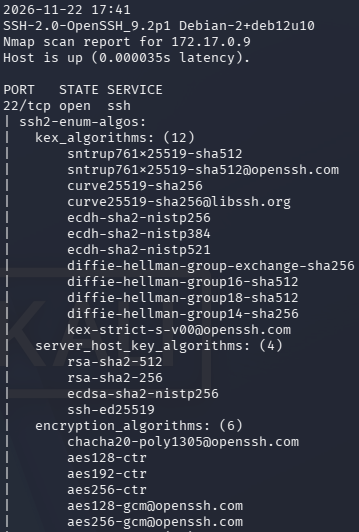 2026-11-22 17:41
SSH-2.0-OpenSSH_9.2p1 Debian-2+deb12u10
Nmap scan report for 172.17.0.9
Host is up (0.000035s latency).
PORT   STATE SERVICE
22/tcp open  ssh
| ssh2-enum-algos:
|   kex_algorithms: (12)
|       sntrup761×25519-sha512
|       sntrup761×25519-sha512@openssh.com
|       curve25519-sha256
|       curve25519-sha256@libssh.org
|       ecdh-sha2-nistp256
|       ecdh-sha2-nistp384
|       ecdh-sha2-nistp521
|       diffie-hellman-group-exchange-sha256
|       diffie-hellman-group16-sha512
|       diffie-hellman-group18-sha512
|       diffie-hellman-group14-sha256
|       kex-strict-s-v00@openssh.com
|   server_host_key_algorithms: (4)
|       rsa-sha2-512
|       rsa-sha2-256
|       ecdsa-sha2-nistp256
|       ssh-ed25519
|   encryption_algorithms: (6)
|       chacha20-poly1305@openssh.com
|       aes128-ctr
|       aes192-ctr
|       aes256-ctr
|       aes128-gcm@openssh.com
|       aes256-gcm@openssh.com